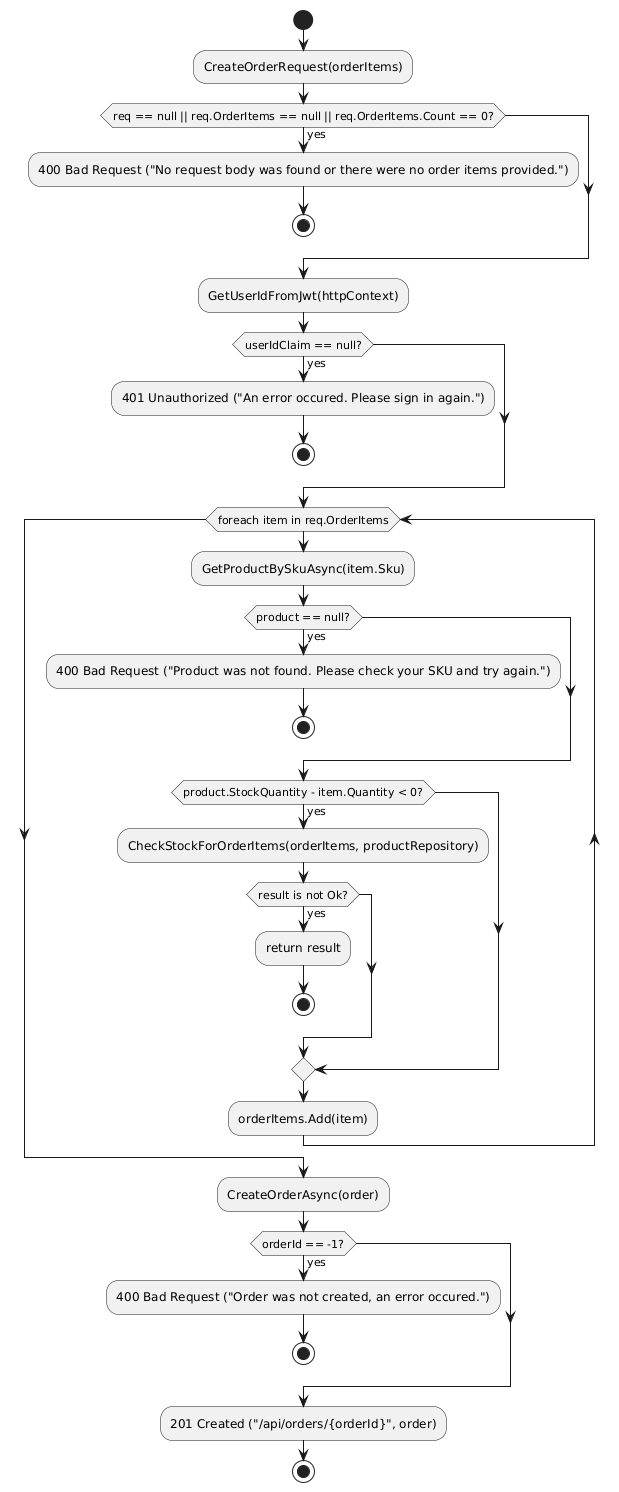 CreateOrderRequest(orderItems)
req == null || req.OrderItems == null || req.OrderItems.Count == 0?
yes
400 Bad Request ("No request body was found or there were no order items provided.")
GetUserIdFromJwt(httpContext)
userIdClaim == null?
yes
401 Unauthorized ("An error occured. Please sign in again.")
foreach item in req.OrderItems
GetProductBySkuAsync(item.Sku)
product == null?
yes
400 Bad Request ("Product was not found. Please check your SKU and try again.")
product.StockQuantity - item.Quantity < 0?
yes
CheckStockForOrderItems(orderItems, productRepository)
result is not Ok?
yes
return result
orderItems.Add(item)
CreateOrderAsync(order)
orderId == -1?
yes
400 Bad Request ("Order was not created, an error occured.")
201 Created ("/api/orders/{orderId}", order)